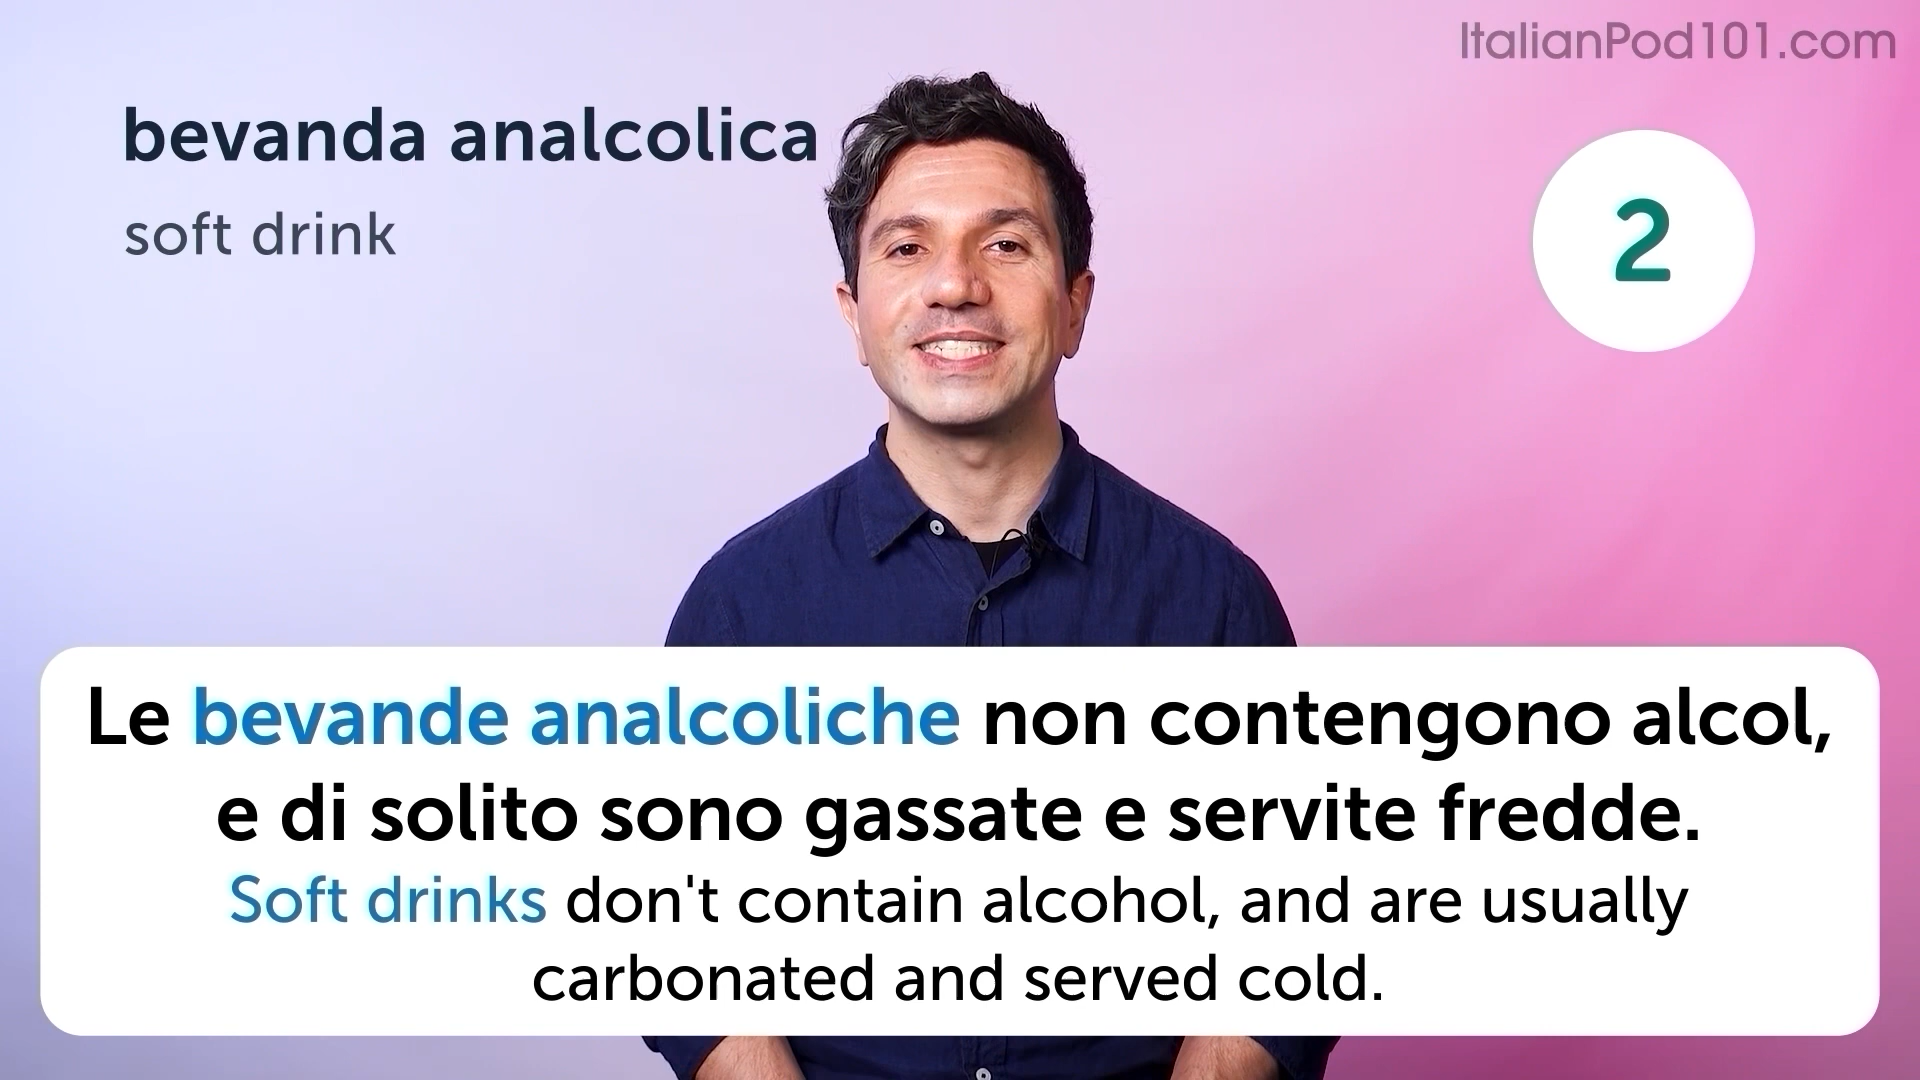 ItalianPod101.com
bevanda analcolica
soft drink
2
Le bevande analcoliche non contengono alcol,
e di solito sono gassate e servite fredde.
Soft drinks don't contain alcohol, and are usually
carbonated and served cold.